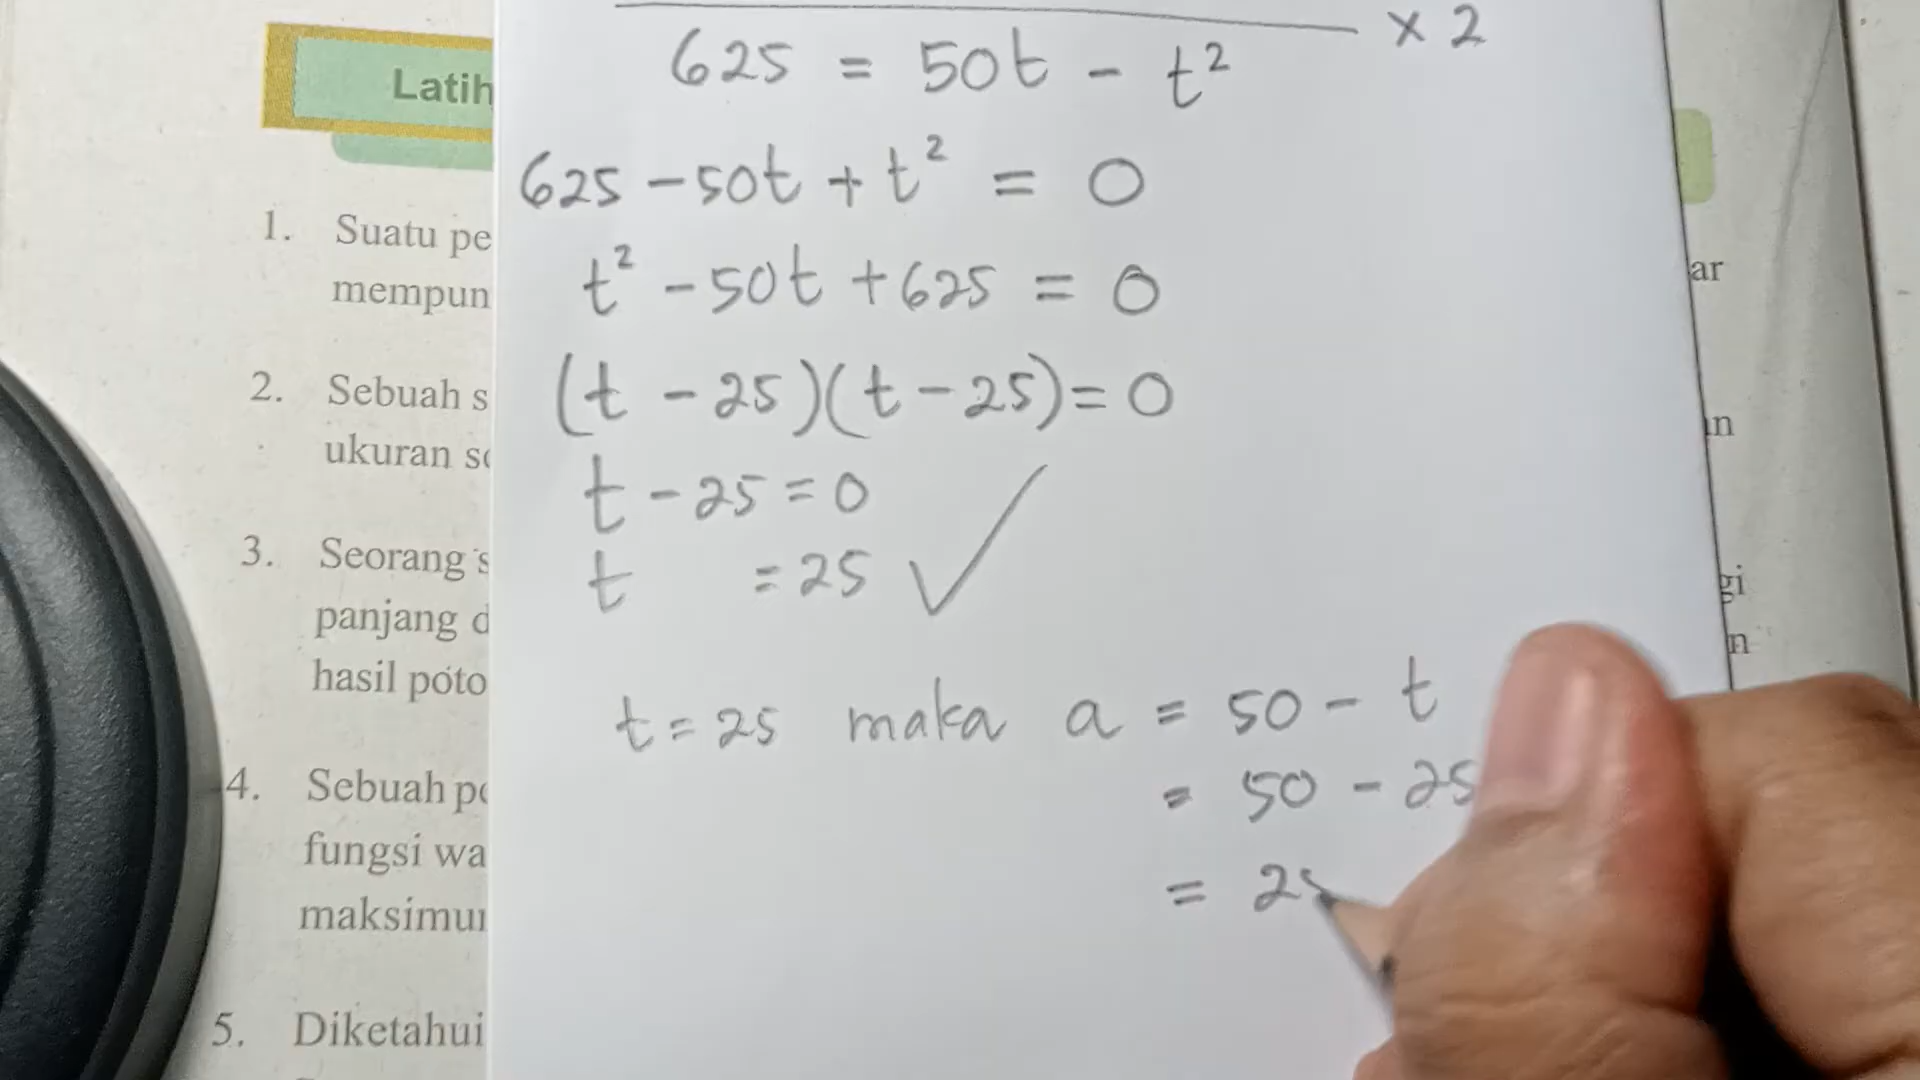 × 2
625 = 50t - t²
625 - 50t + t² = 0
t² - 50t + 625 = 0
(t - 25)(t - 25) = 0
t - 25 = 0
t = 25 ✓
t = 25 maka a = 50 - t
= 50 - 25
= 25
Latih
1. Suatu pe
mempun
2. Sebuah s
ukuran s
3. Seorang s
panjang d
hasil poto
4. Sebuah pe
fungsi wa
maksimu
5. Diketahui
ar
n
gi
n